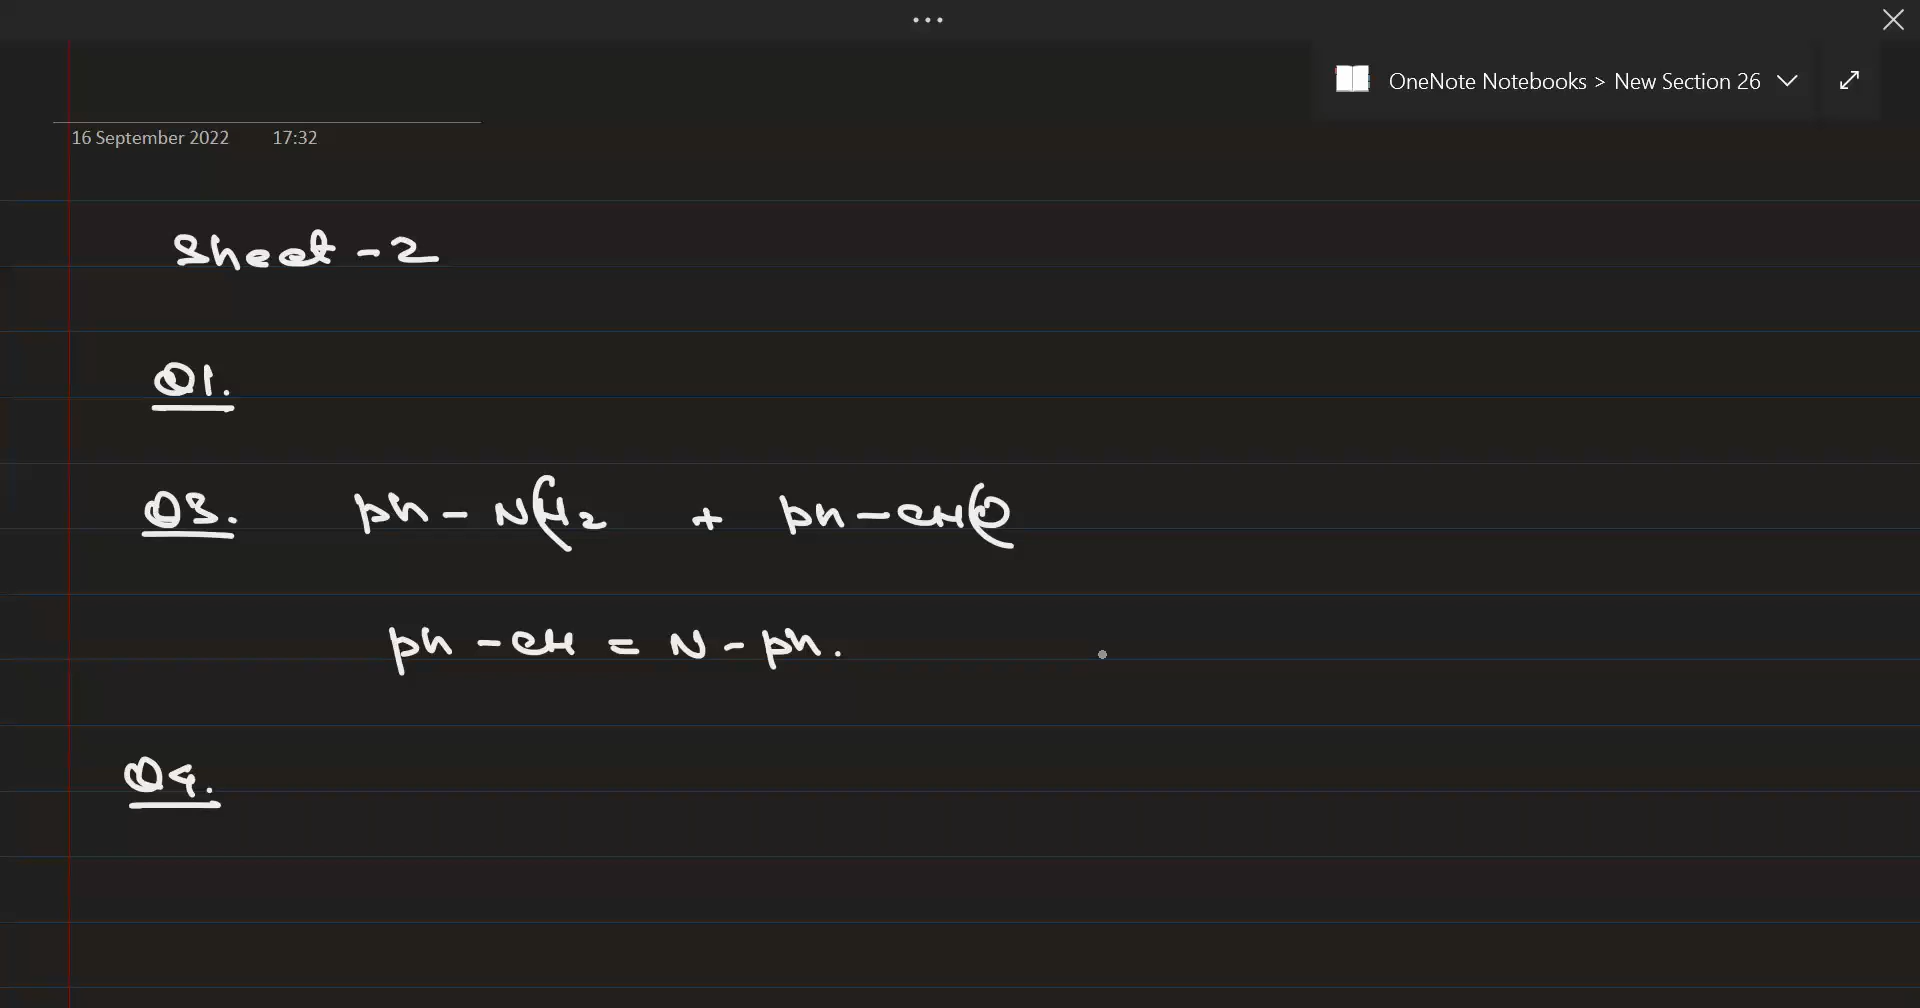 ...
OneNote Notebooks > New Section 26
16 September 2022 17:32
Sheet - 2
Q1.
Q3. ph - NH2 + ph - CHO
ph - CH = N - ph.
Q4.